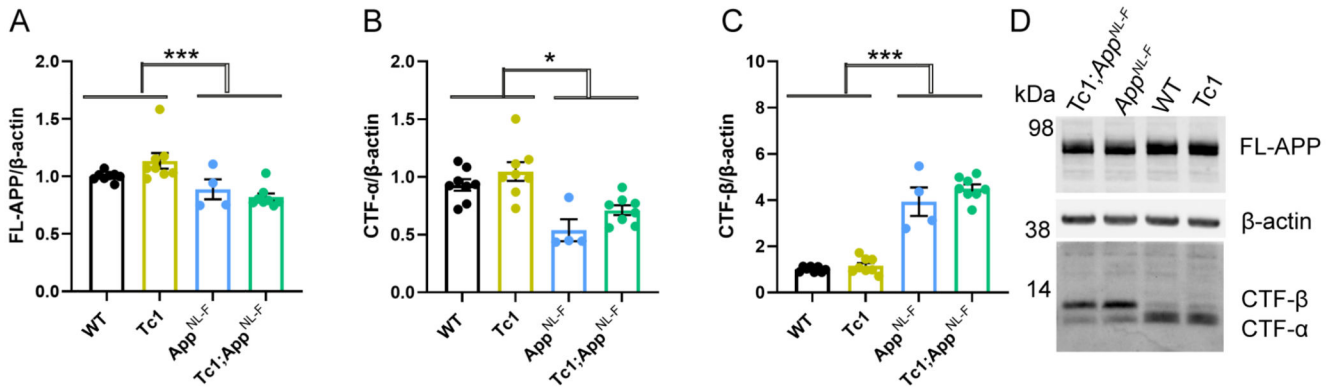 A
FL-APP/β-actin
2.0
1.5
1.0
0.5
0.0
***
WT
Tc1
App^NL-F
Tc1;App^NL-F
B
CTF-α/β-actin
2.0
1.5
1.0
0.5
0.0
*
WT
Tc1
App^NL-F
Tc1;App^NL-F
C
CTF-β/β-actin
10
8
6
4
2
0
***
WT
Tc1
App^NL-F
Tc1;App^NL-F
D
Tc1;App^NL-F
App^NL-F
WT
Tc1
kDa
98
FL-APP
38
β-actin
14
CTF-β
CTF-α